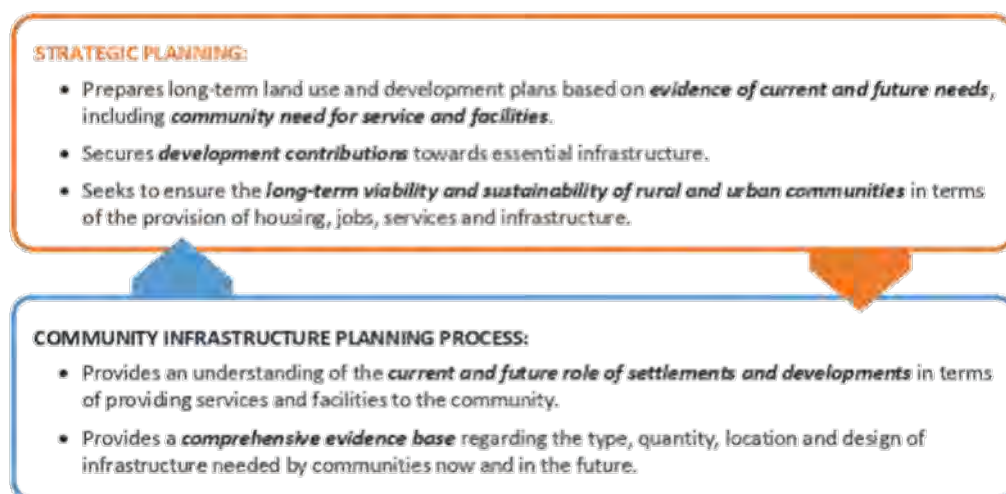 STRATEGIC PLANNING:
• Prepares long-term land use and development plans based on evidence of current and future needs,
including community need for service and facilities.
• Secures development contributions towards essential infrastructure.
• Seeks to ensure the long-term viability and sustainability of rural and urban communities in terms
of the provision of housing, jobs, services and infrastructure.
COMMUNITY INFRASTRUCTURE PLANNING PROCESS:
• Provides an understanding of the current and future role of settlements and developments in terms
of providing services and facilities to the community.
• Provides a comprehensive evidence base regarding the type, quantity, location and design of
infrastructure needed by communities now and in the future.